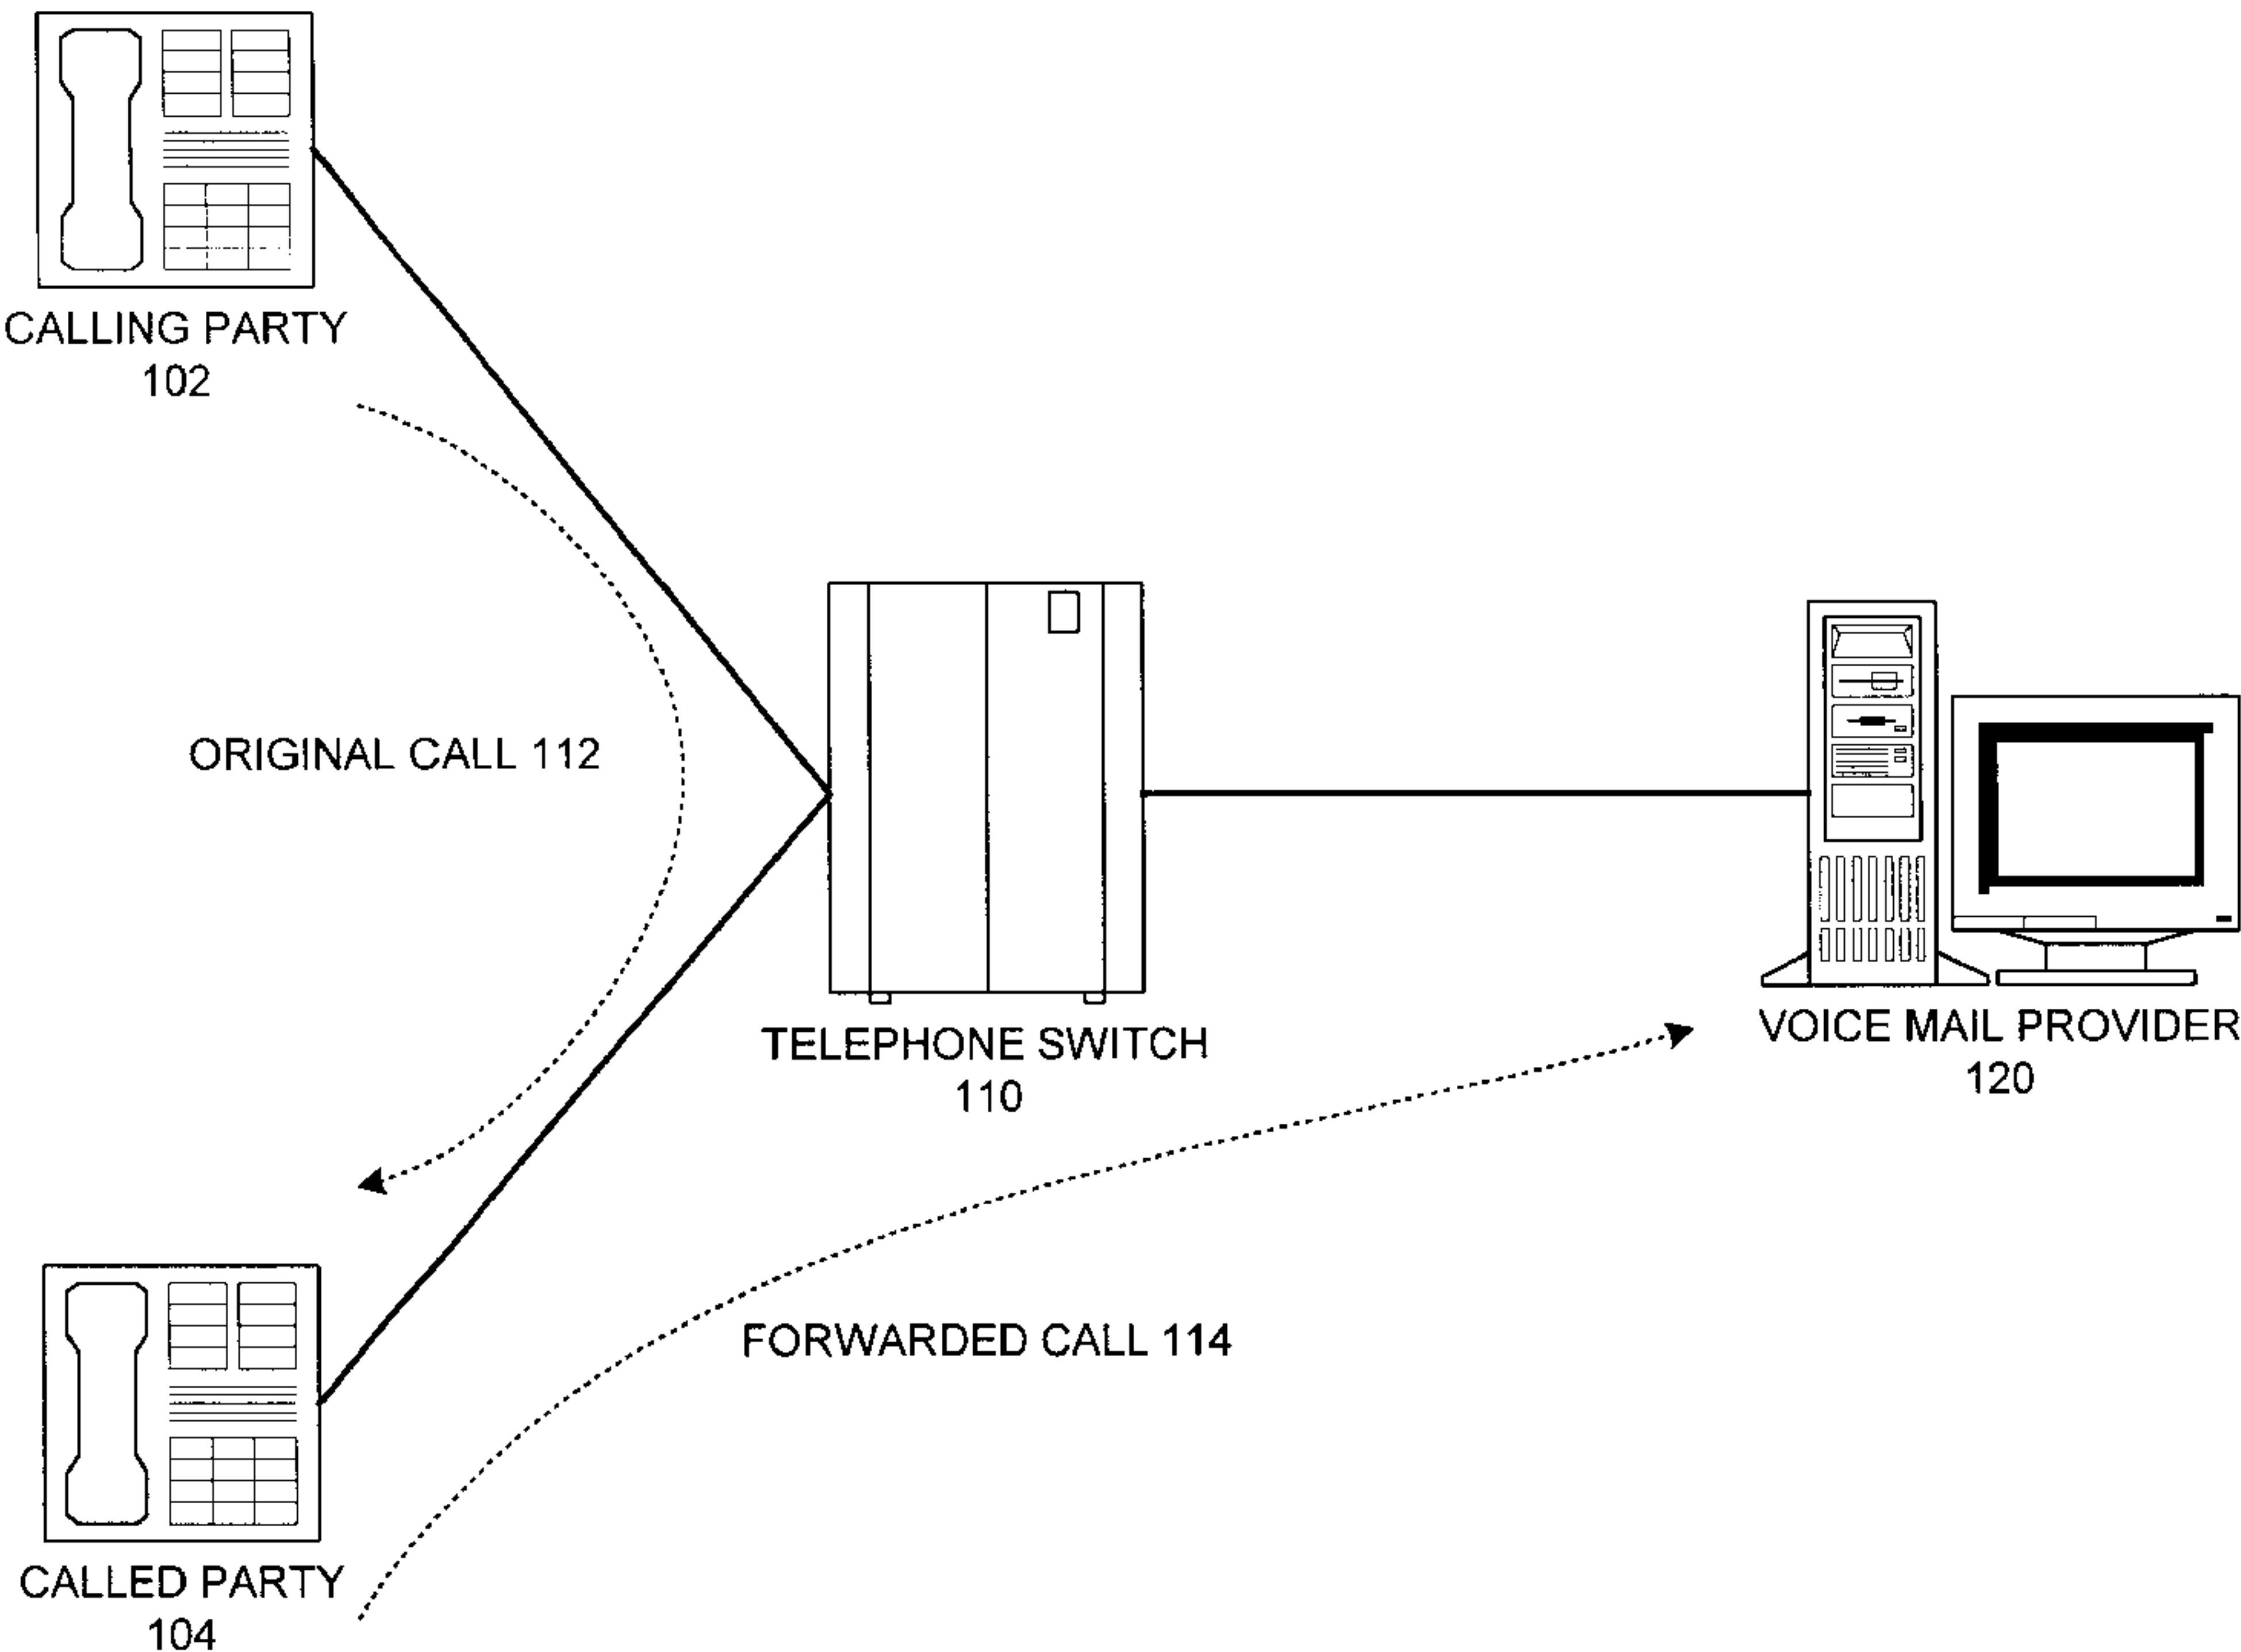 CALLING PARTY
102
ORIGINAL CALL 112
TELEPHONE SWITCH
110
VOICE MAIL PROVIDER
120
FORWARDED CALL 114
CALLED PARTY
104